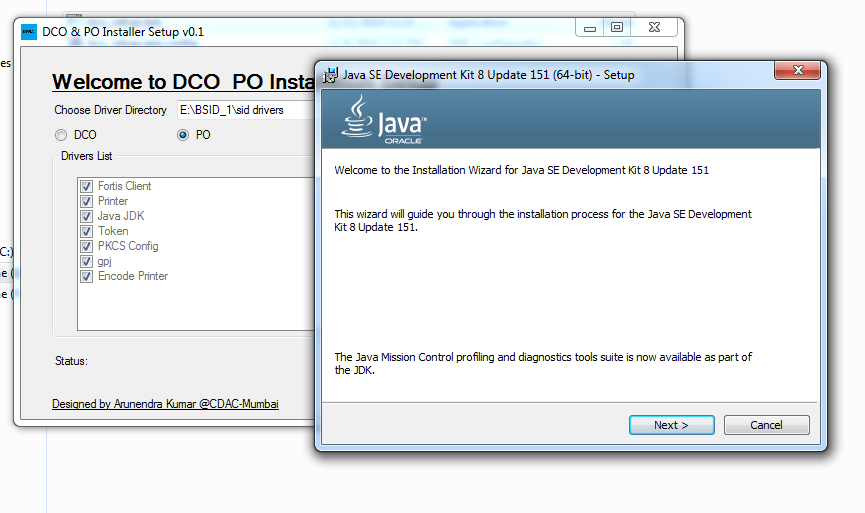 DCO & PO Installer Setup v0.1
Welcome to DCO PO Insta
Choose Driver Directory
E:\BSID_1\sid drivers
DCO
PO
Drivers List
Fortis Client
Printer
Java JDK
Token
PKCS Config
gpj
Encode Printer
Status:
Designed by Arunendra Kumar @CDAC-Mumbai
es
C:)
e (
e (
Java SE Development Kit 8 Update 151 (64-bit) - Setup
Java™
ORACLE
Welcome to the Installation Wizard for Java SE Development Kit 8 Update 151
This wizard will guide you through the installation process for the Java SE Development
Kit 8 Update 151.
The Java Mission Control profiling and diagnostics tools suite is now available as part of
the JDK.
Next >
Cancel